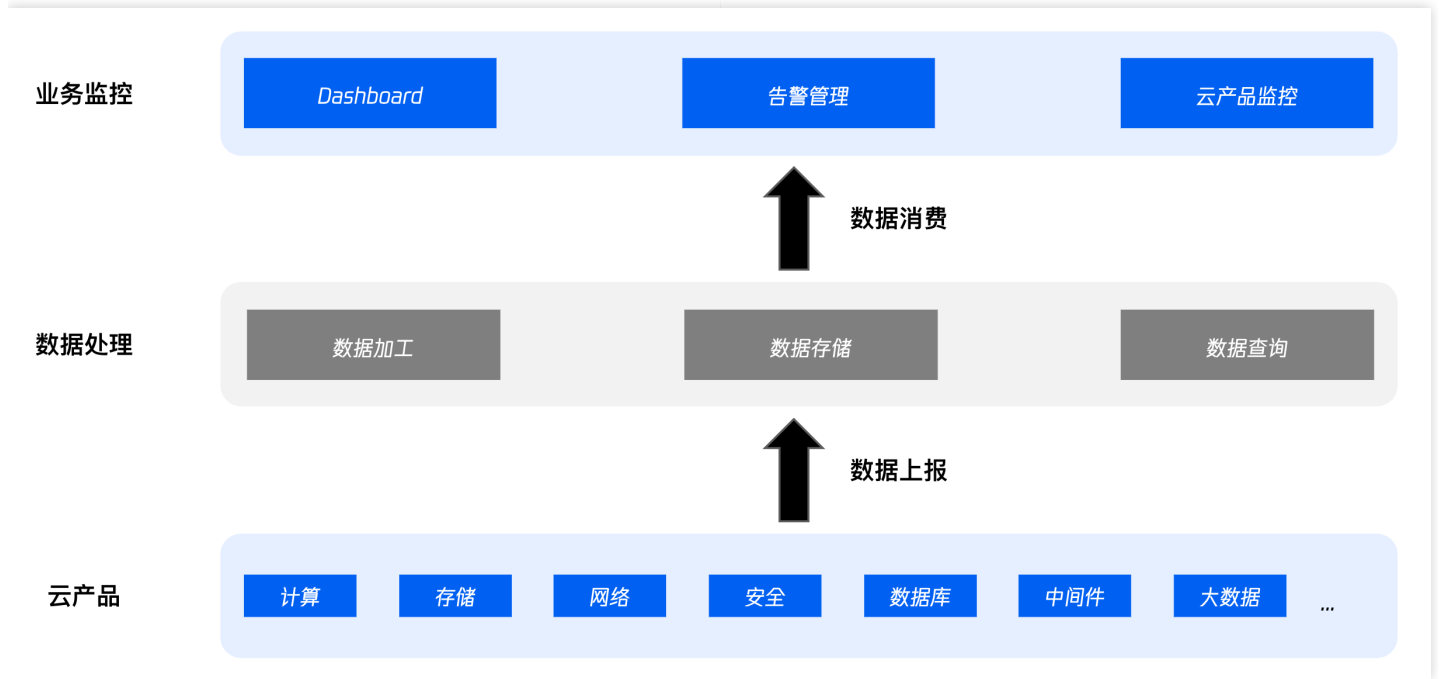 业务监控
Dashboard
告警管理
云产品监控
数据消费
数据处理
数据加工
数据存储
数据查询
数据上报
云产品
计算
存储
网络
安全
数据库
中间件
大数据
...